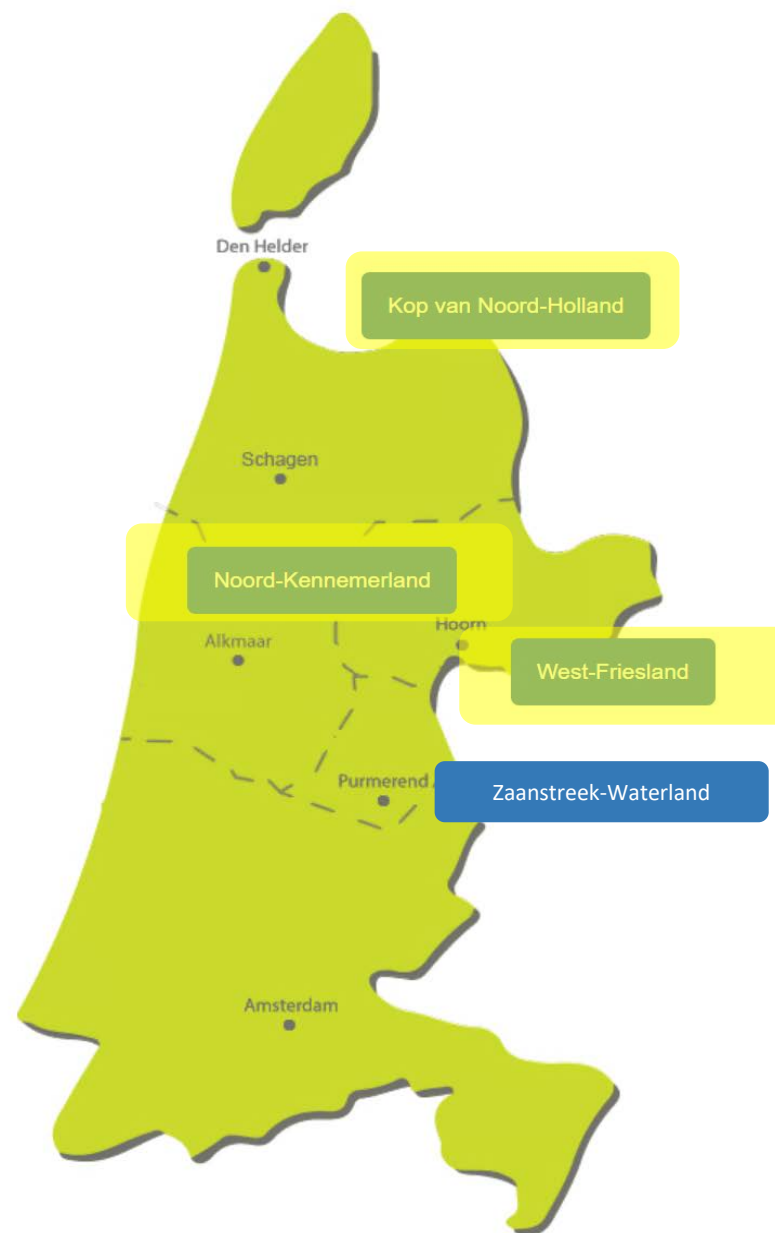 Den Helder
Kop van Noord-Holland
Schagen
Noord-Kennemerland
Hoorn
Alkmaar
West-Friesland
Purmerend
Zaanstreek-Waterland
Amsterdam